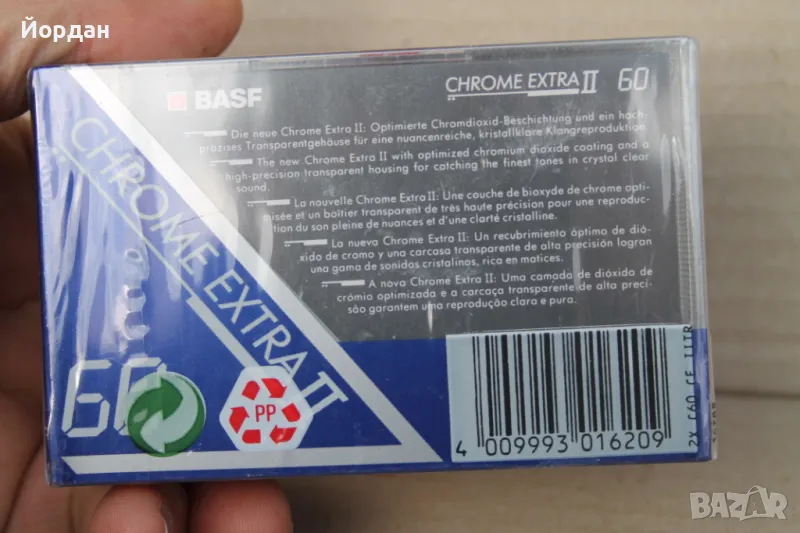 Йордан
BASF
CHROME EXTRA II 60
Die neue Chrome Extra II: Optimierte Chromdioxid-Beschichtung und ein hoch-
präzises Transparentgehäuse für eine nuancenreiche, kristallklare Klangreproduktion.
The new Chrome Extra II with optimized chromium dioxide coating and a
high-precision transparent housing for catching the finest tones in crystal clear
sound.
La nouvelle Chrome Extra II: Une couche de bioxyde de chrome opti-
misée et un boîtier transparent de très haute précision pour une reproduc-
tion du son pleine de nuances et d'une clarté cristalline.
La nueva Chrome Extra II: Un recubrimiento óptimo de dió-
xido de cromo y una carcasa transparente de alta precisión logran
una gama de sonidos cristalinos, rica en matices.
A nova Chrome Extra II: Uma camada de dióxido de
crómio optimizada e a carcaça transparente de alta preci-
são garantem uma reprodução clara e pura.
CHROME EXTRA II
60
PP
4 009993 016209
2X C60 CE
BAZAR